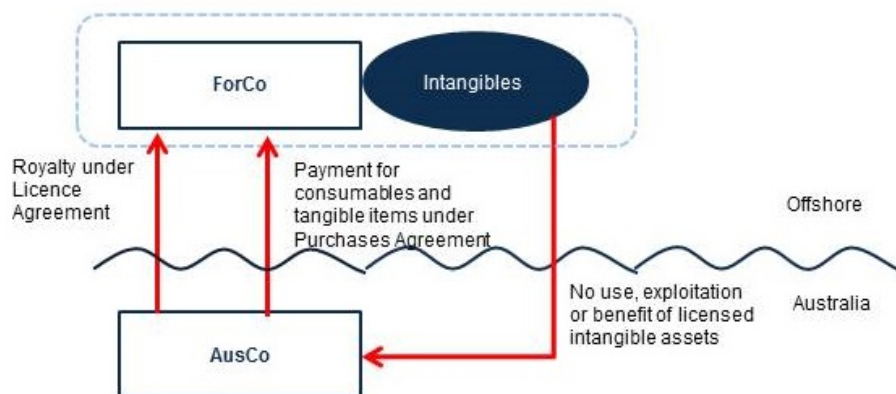 ForCo
Intangibles
Royalty under
Licence
Agreement
Payment for
consumables and
tangible items under
Purchases Agreement
Offshore
No use, exploitation
or benefit of licensed
intangible assets
Australia
AusCo